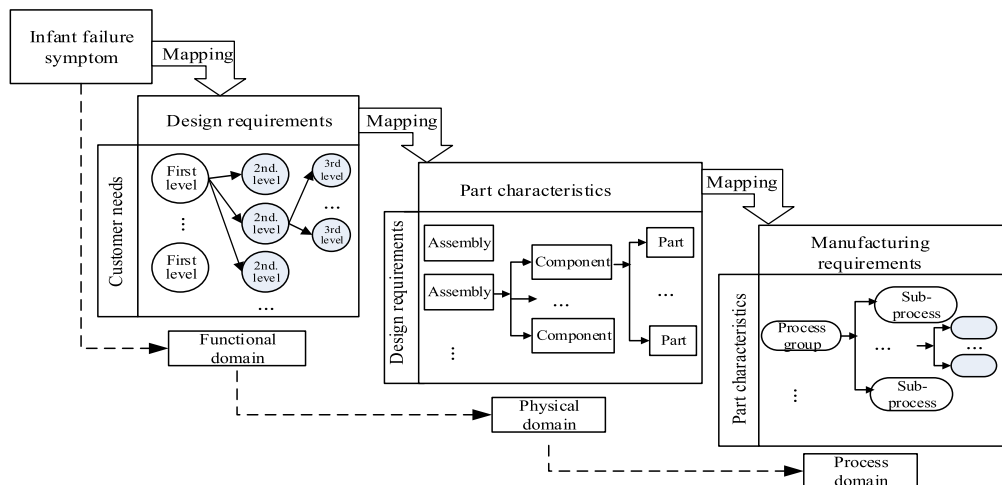 Infant failure
symptom
Mapping
Design requirements
Customer needs
First
level
...
First
level
2nd.
level
2nd.
level
2nd.
level
...
3rd
level
...
3rd
level
Mapping
Part characteristics
Design requirements
Assembly
Assembly
...
Component
...
Component
Part
...
Part
Mapping
Manufacturing
requirements
Part characteristics
Process
group
...
Sub-
process
...
Sub-
process
...
Functional
domain
Physical
domain
Process
domain